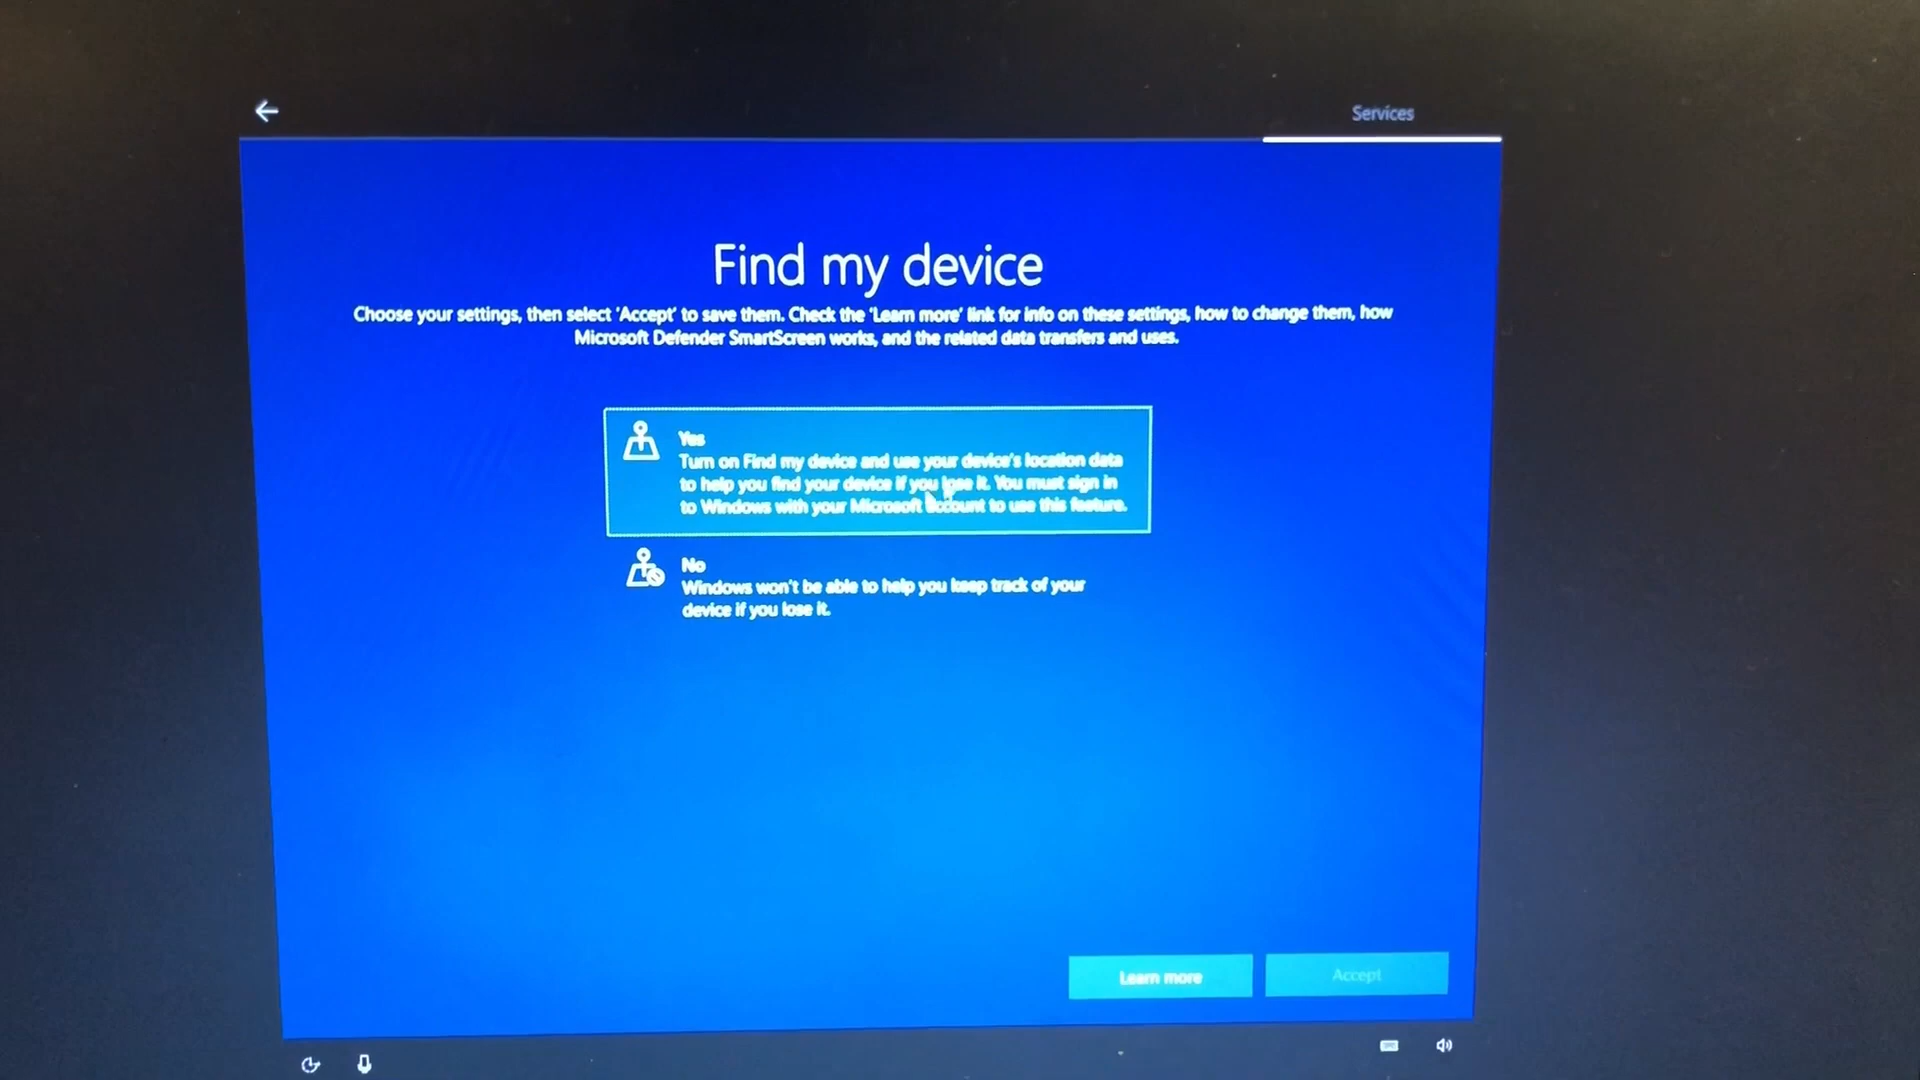 Services
Find my device
Choose your settings, then select 'Accept' to save them. Check the 'Learn more' link for info on these settings, how to change them, how
Microsoft Defender SmartScreen works, and the related data transfers and uses.
Yes
Turn on Find my device and use your device's location data
to help you find your device if you lose it. You must sign in
to Windows with your Microsoft account to use this feature.
No
Windows won't be able to help you keep track of your
device if you lose it.
Learn more
Accept